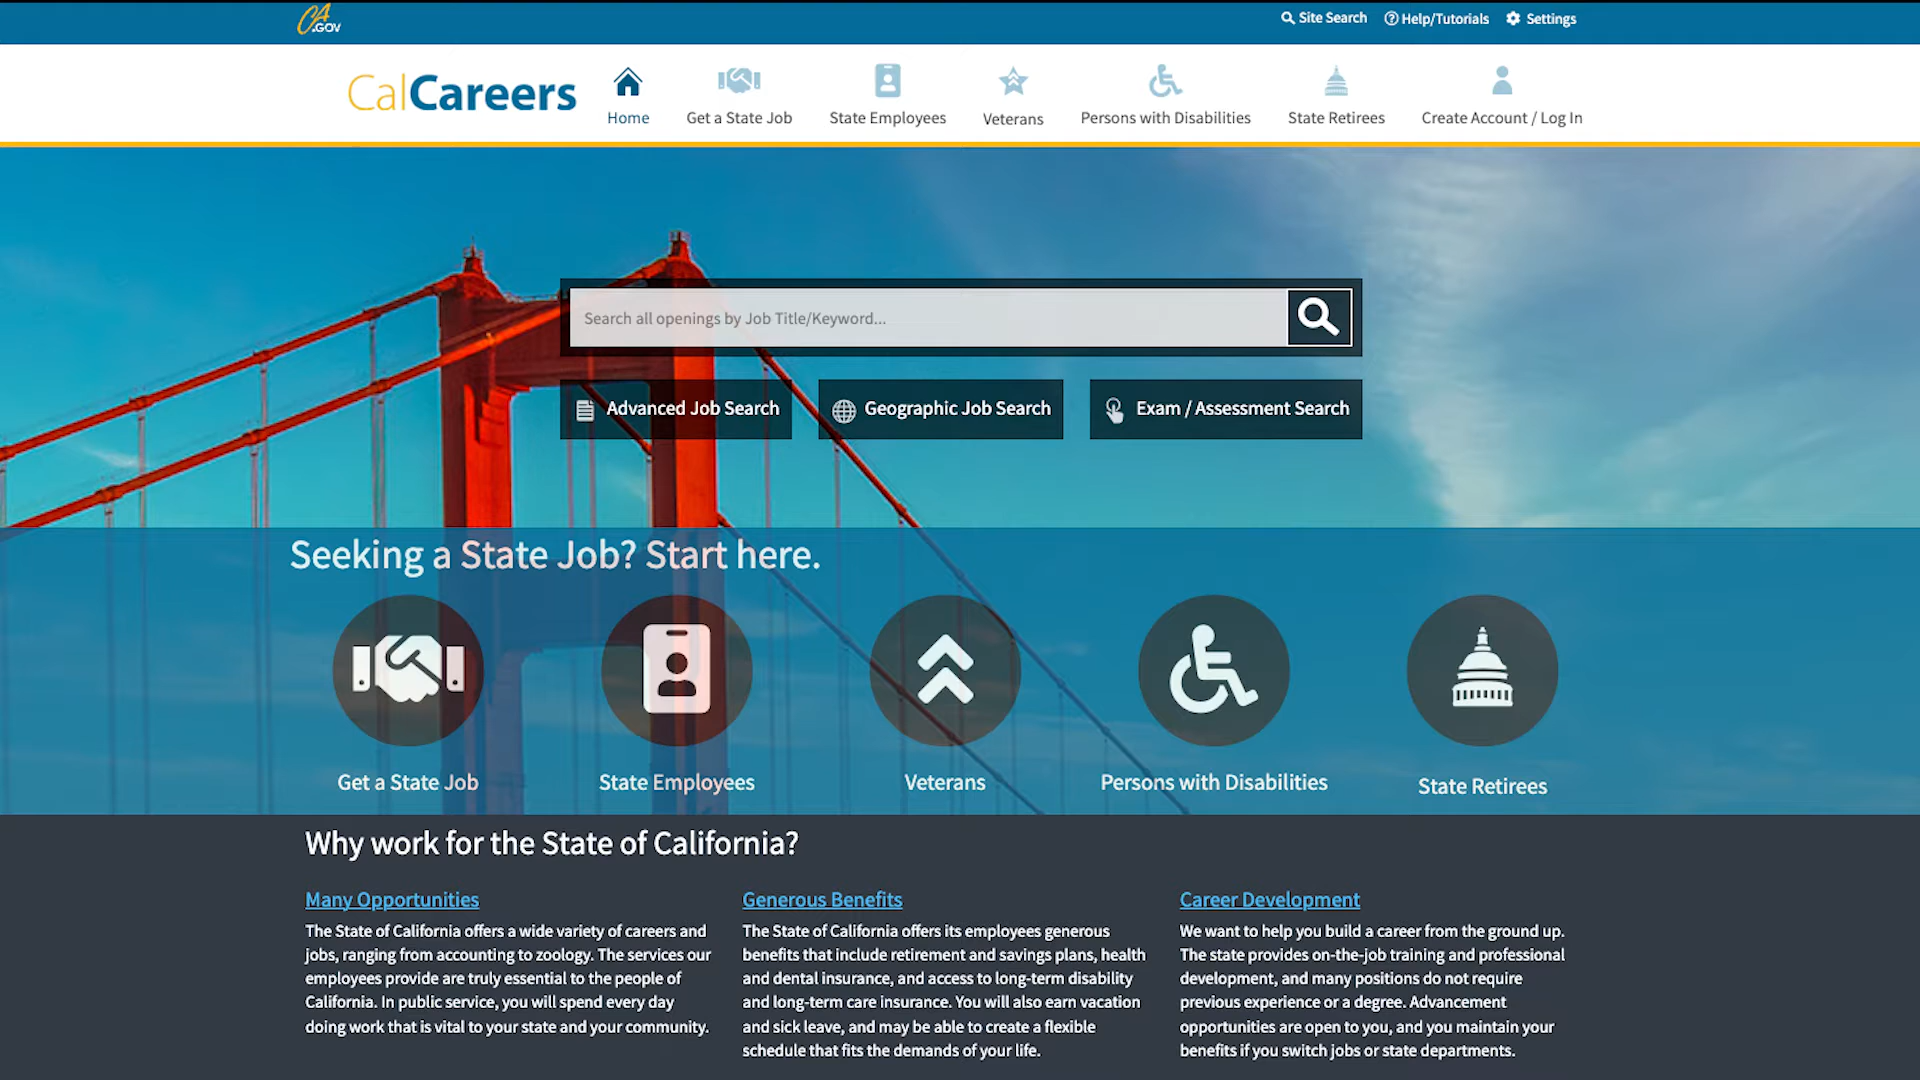 CA.GOV
Site Search Help/Tutorials Settings
CalCareers
Home Get a State Job State Employees Veterans Persons with Disabilities State Retirees Create Account / Log In
Search all openings by Job Title/Keyword...
Advanced Job Search Geographic Job Search Exam / Assessment Search
Seeking a State Job? Start here.
Get a State Job State Employees Veterans Persons with Disabilities State Retirees
Why work for the State of California?
Many Opportunities
The State of California offers a wide variety of careers and
jobs, ranging from accounting to zoology. The services our
employees provide are truly essential to the people of
California. In public service, you will spend every day
doing work that is vital to your state and your community.
Generous Benefits
The State of California offers its employees generous
benefits that include retirement and savings plans, health
and dental insurance, and access to long-term disability
and long-term care insurance. You will also earn vacation
and sick leave, and may be able to create a flexible
schedule that fits the demands of your life.
Career Development
We want to help you build a career from the ground up.
The state provides on-the-job training and professional
development, and many positions do not require
previous experience or a degree. Advancement
opportunities are open to you, and you maintain your
benefits if you switch jobs or state departments.